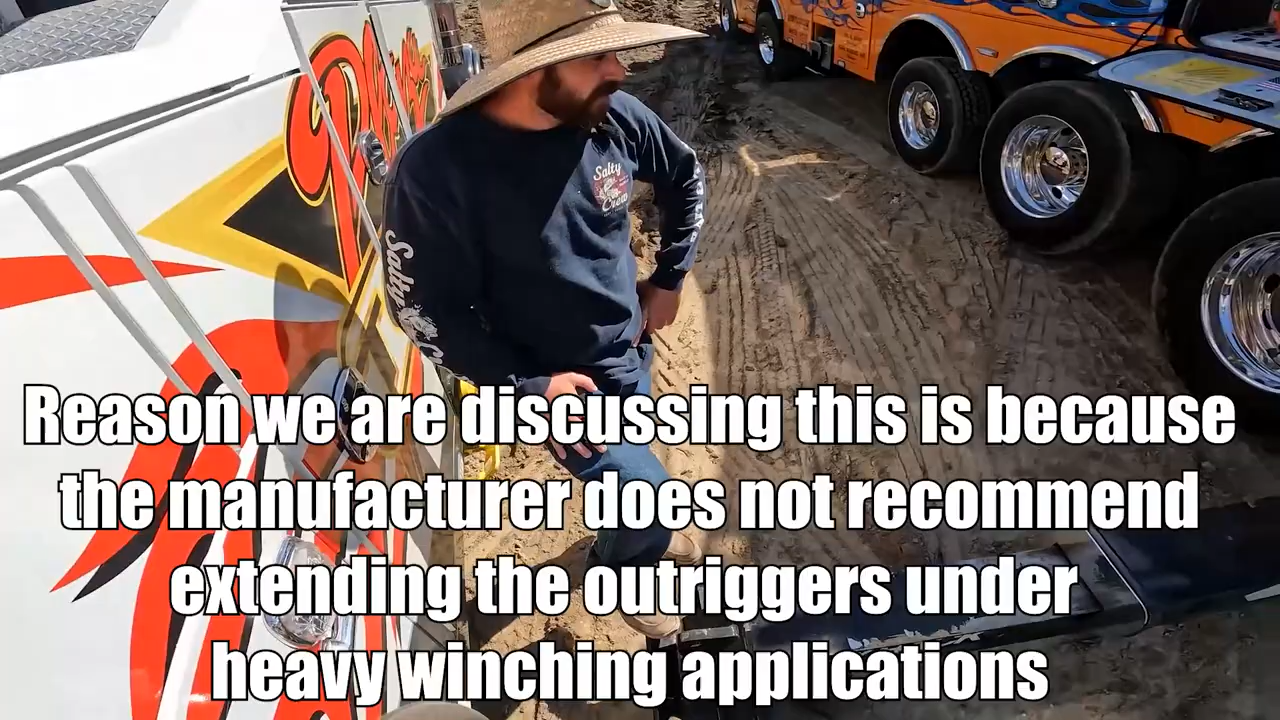 Salty
Crew
Salty C
Reason we are discussing this is because
the manufacturer does not recommend
extending the outriggers under
heavy winching applications